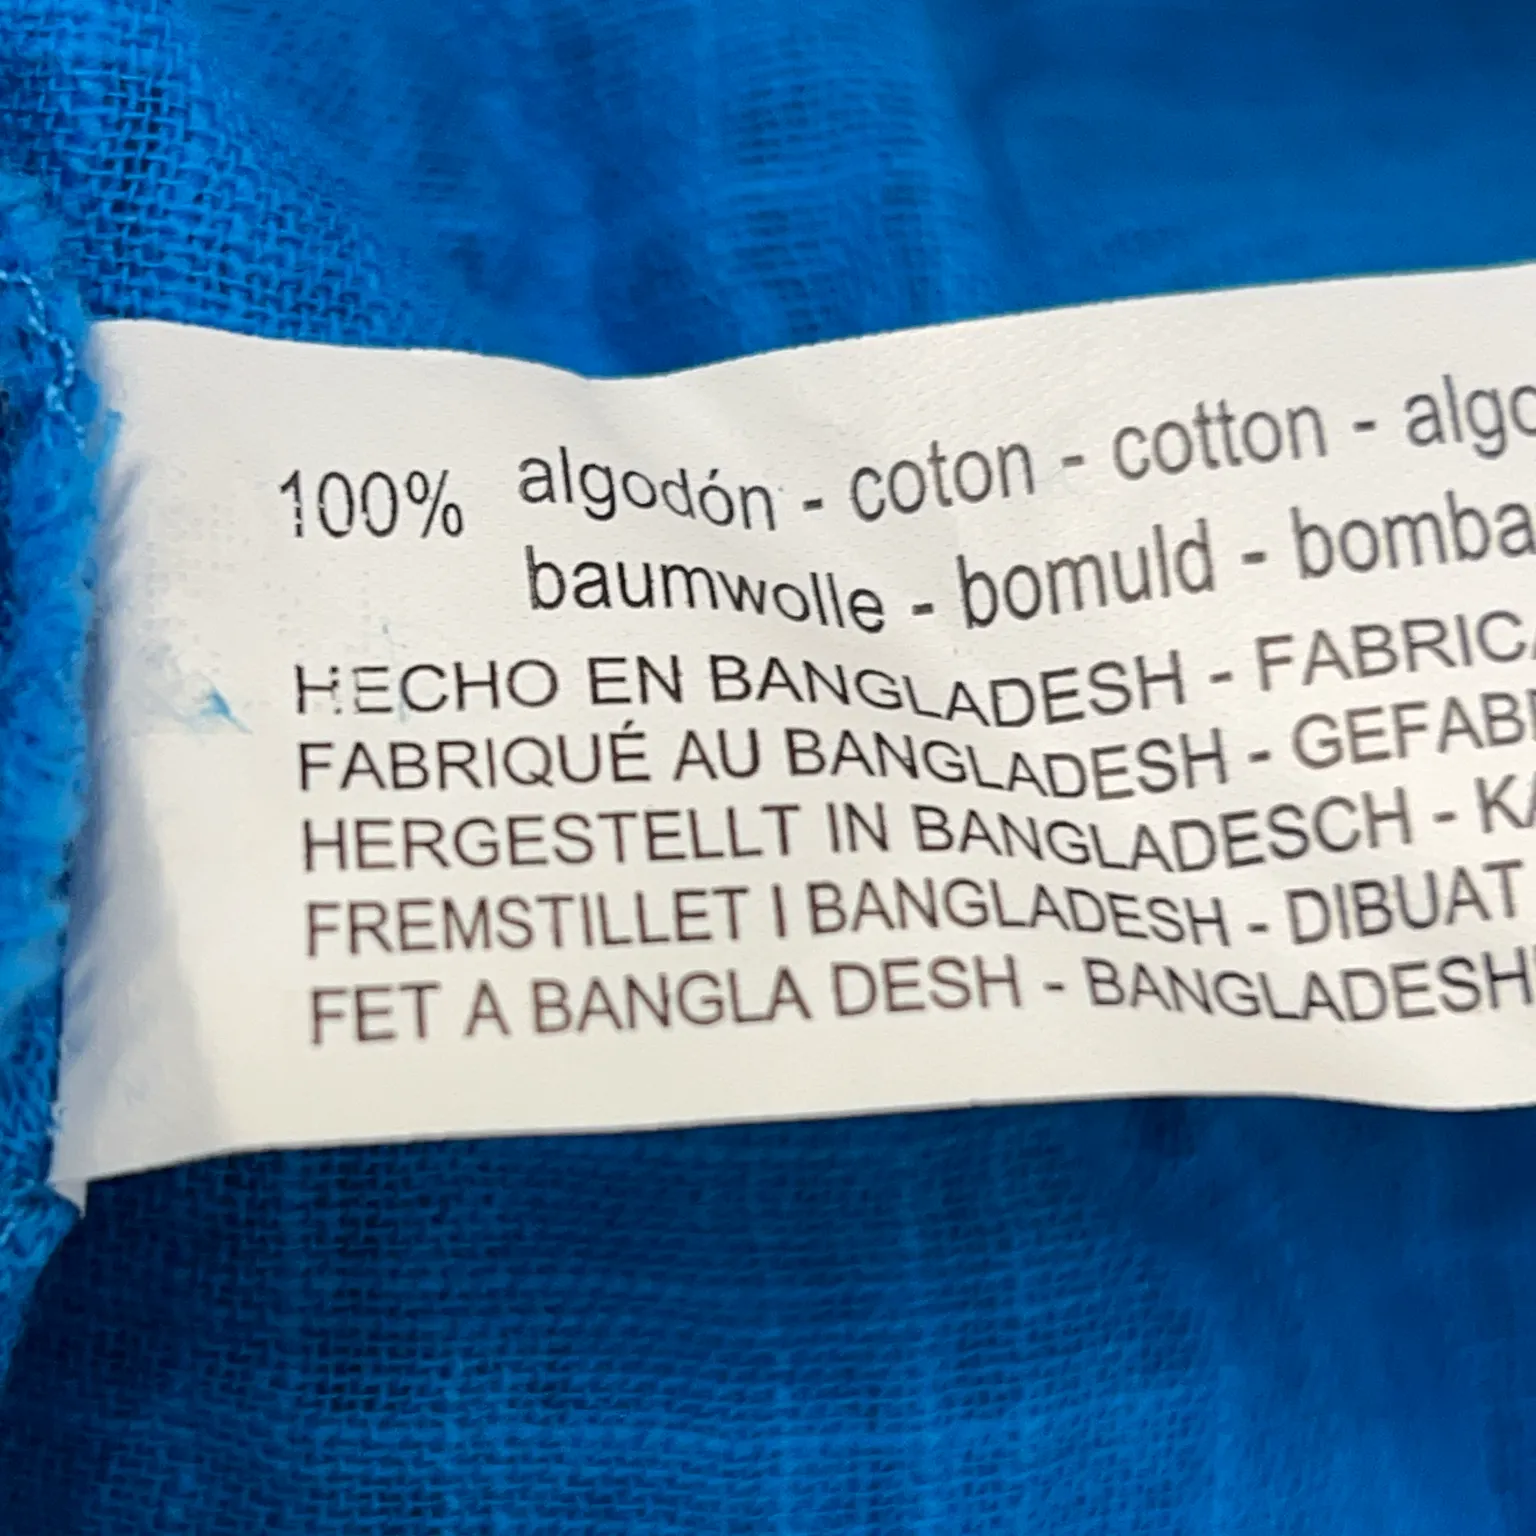 100% algodón - coton - cotton - algo
baumwolle - bomuld - bomba
HECHO EN BANGLADESH - FABRICA
FABRIQUÉ AU BANGLADESH - GEFAB
HERGESTELLT IN BANGLADESCH - KA
FREMSTILLET I BANGLADESH - DIBUAT
FET A BANGLA DESH - BANGLADESH